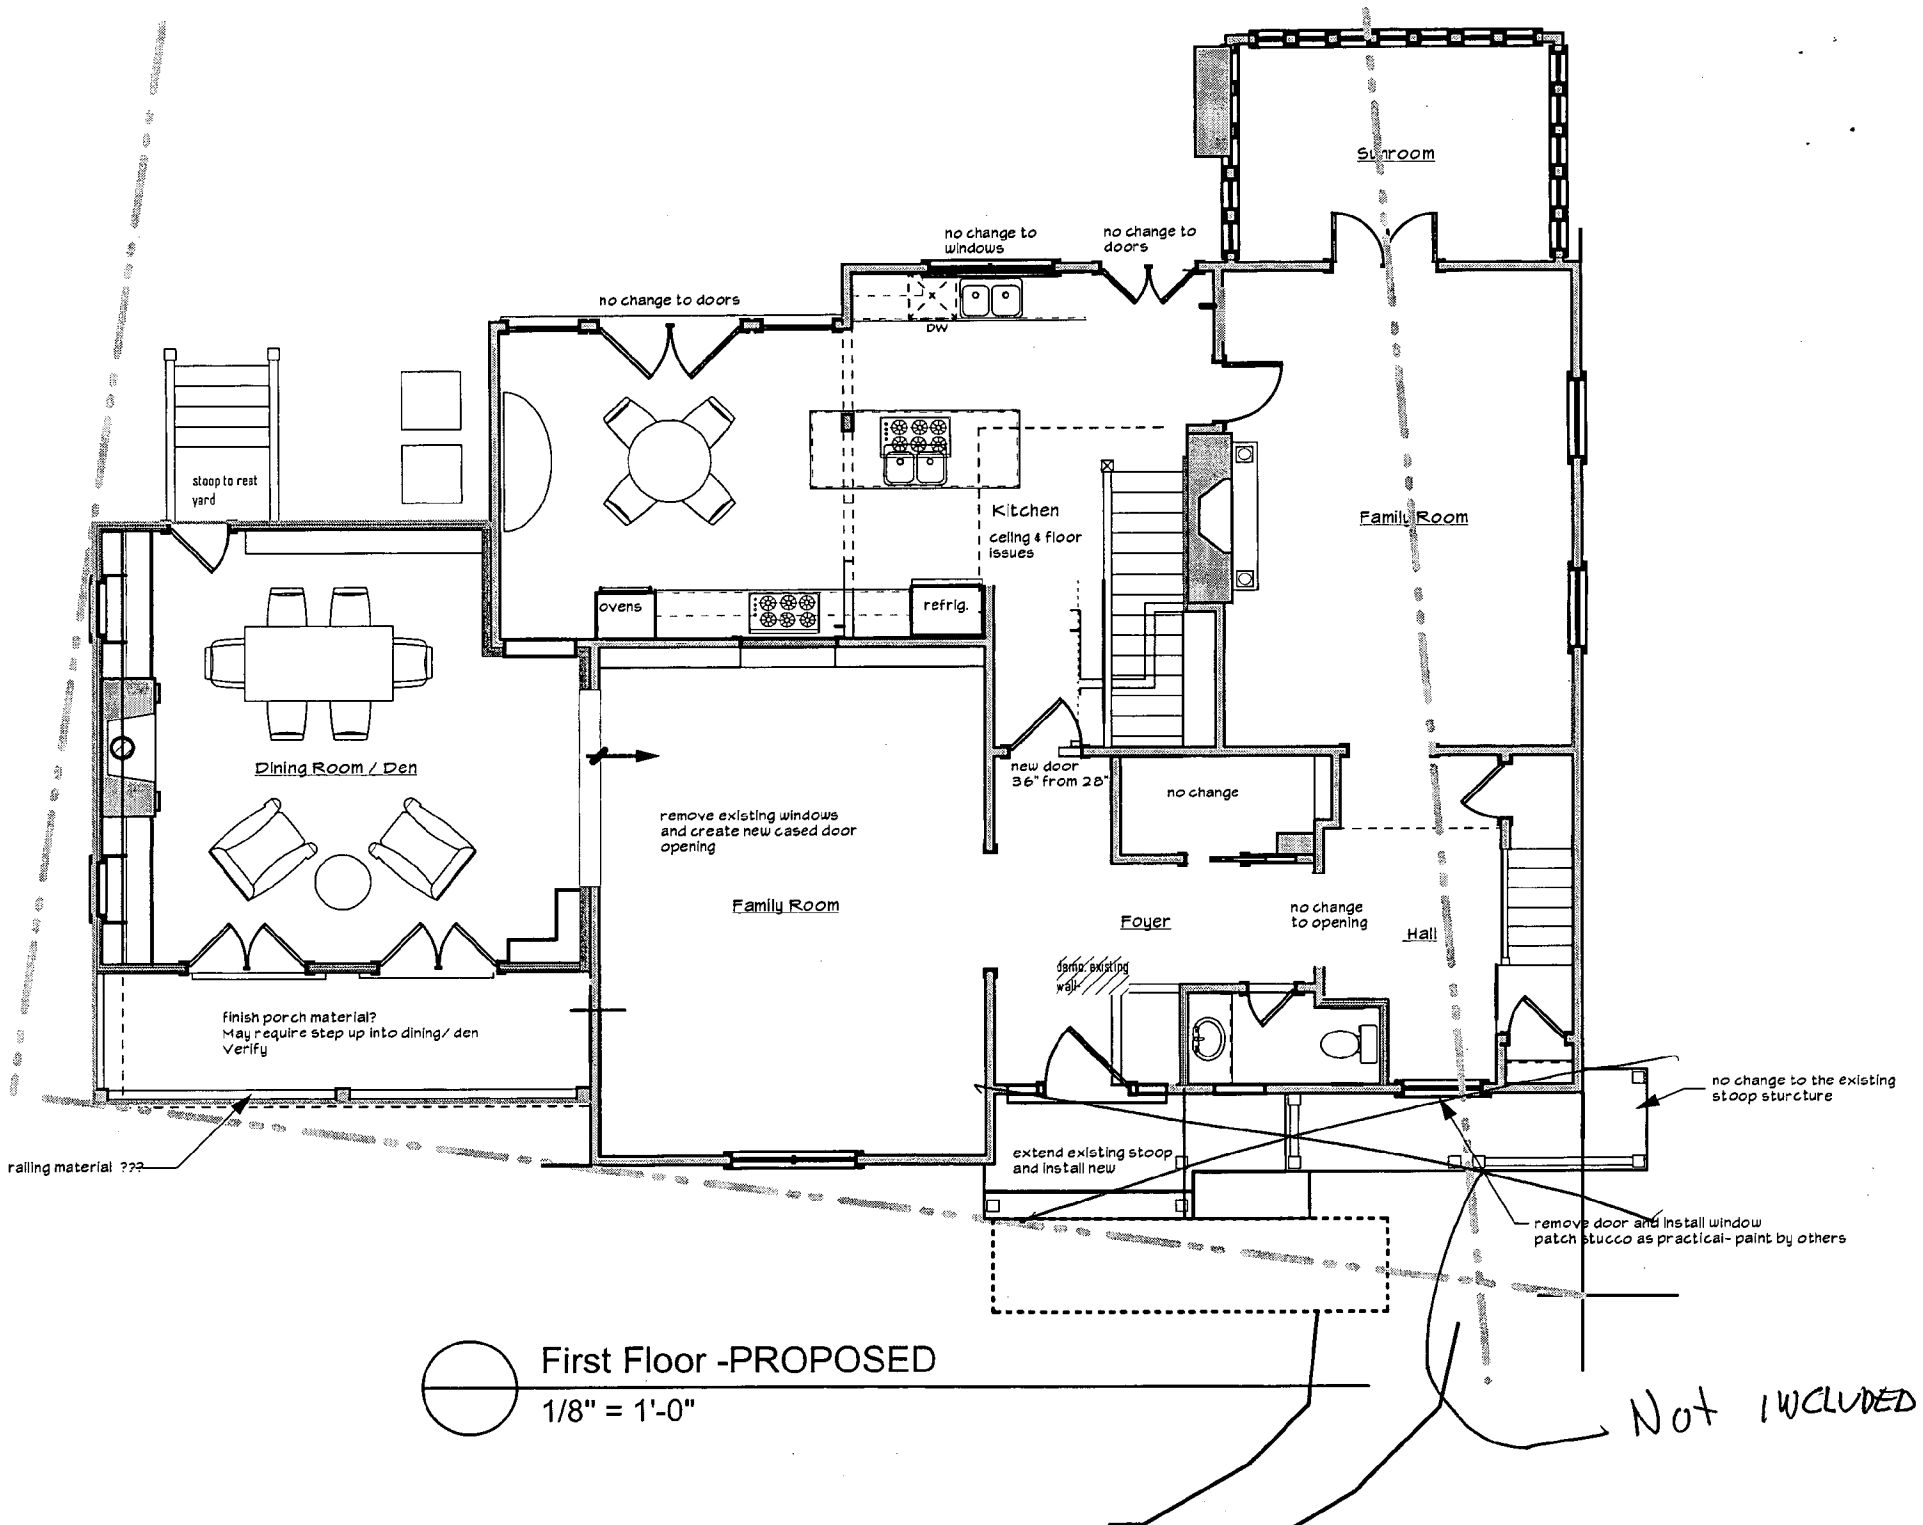 Sunroom
no change to
windows
no change to
doors
no change to doors
DW
stoop to reat
yard
Kitchen
celing & floor
issues
Family Room
ovens
refrig.
Dining Room / Den
new door
36" from 28"
no change
remove existing windows
and create new cased door
opening
Family Room
Foyer
no change
to opening
Hall
demo. existing
wall-
finish porch material?
May require step up into dining/ den
Verify
no change to the existing
stoop sturcture
railing material ???
extend existing stoop
and install new
remove door and install window
patch stucco as practical- paint by others
First Floor -PROPOSED
1/8" = 1'-0"
Not INCLUDED